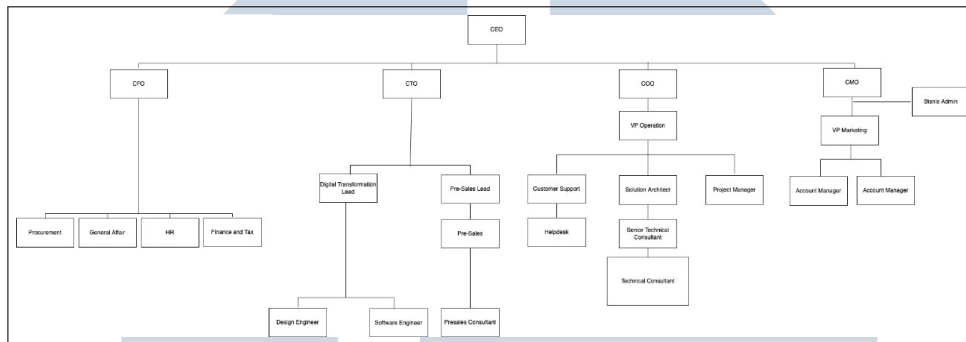 CEO
CFO
CTO
COO
CMO
Bisnis Admin
VP Operation
VP Marketing
Digital Transformation
Lead
Pre-Sales Lead
Customer Support
Solution Architect
Project Manager
Account Manager
Account Manager
Procurement
General Affair
HR
Finance and Tax
Pre-Sales
Helpdesk
Senior Technical
Consultant
Technical Consultant
Design Engineer
Software Engineer
Presales Consultant